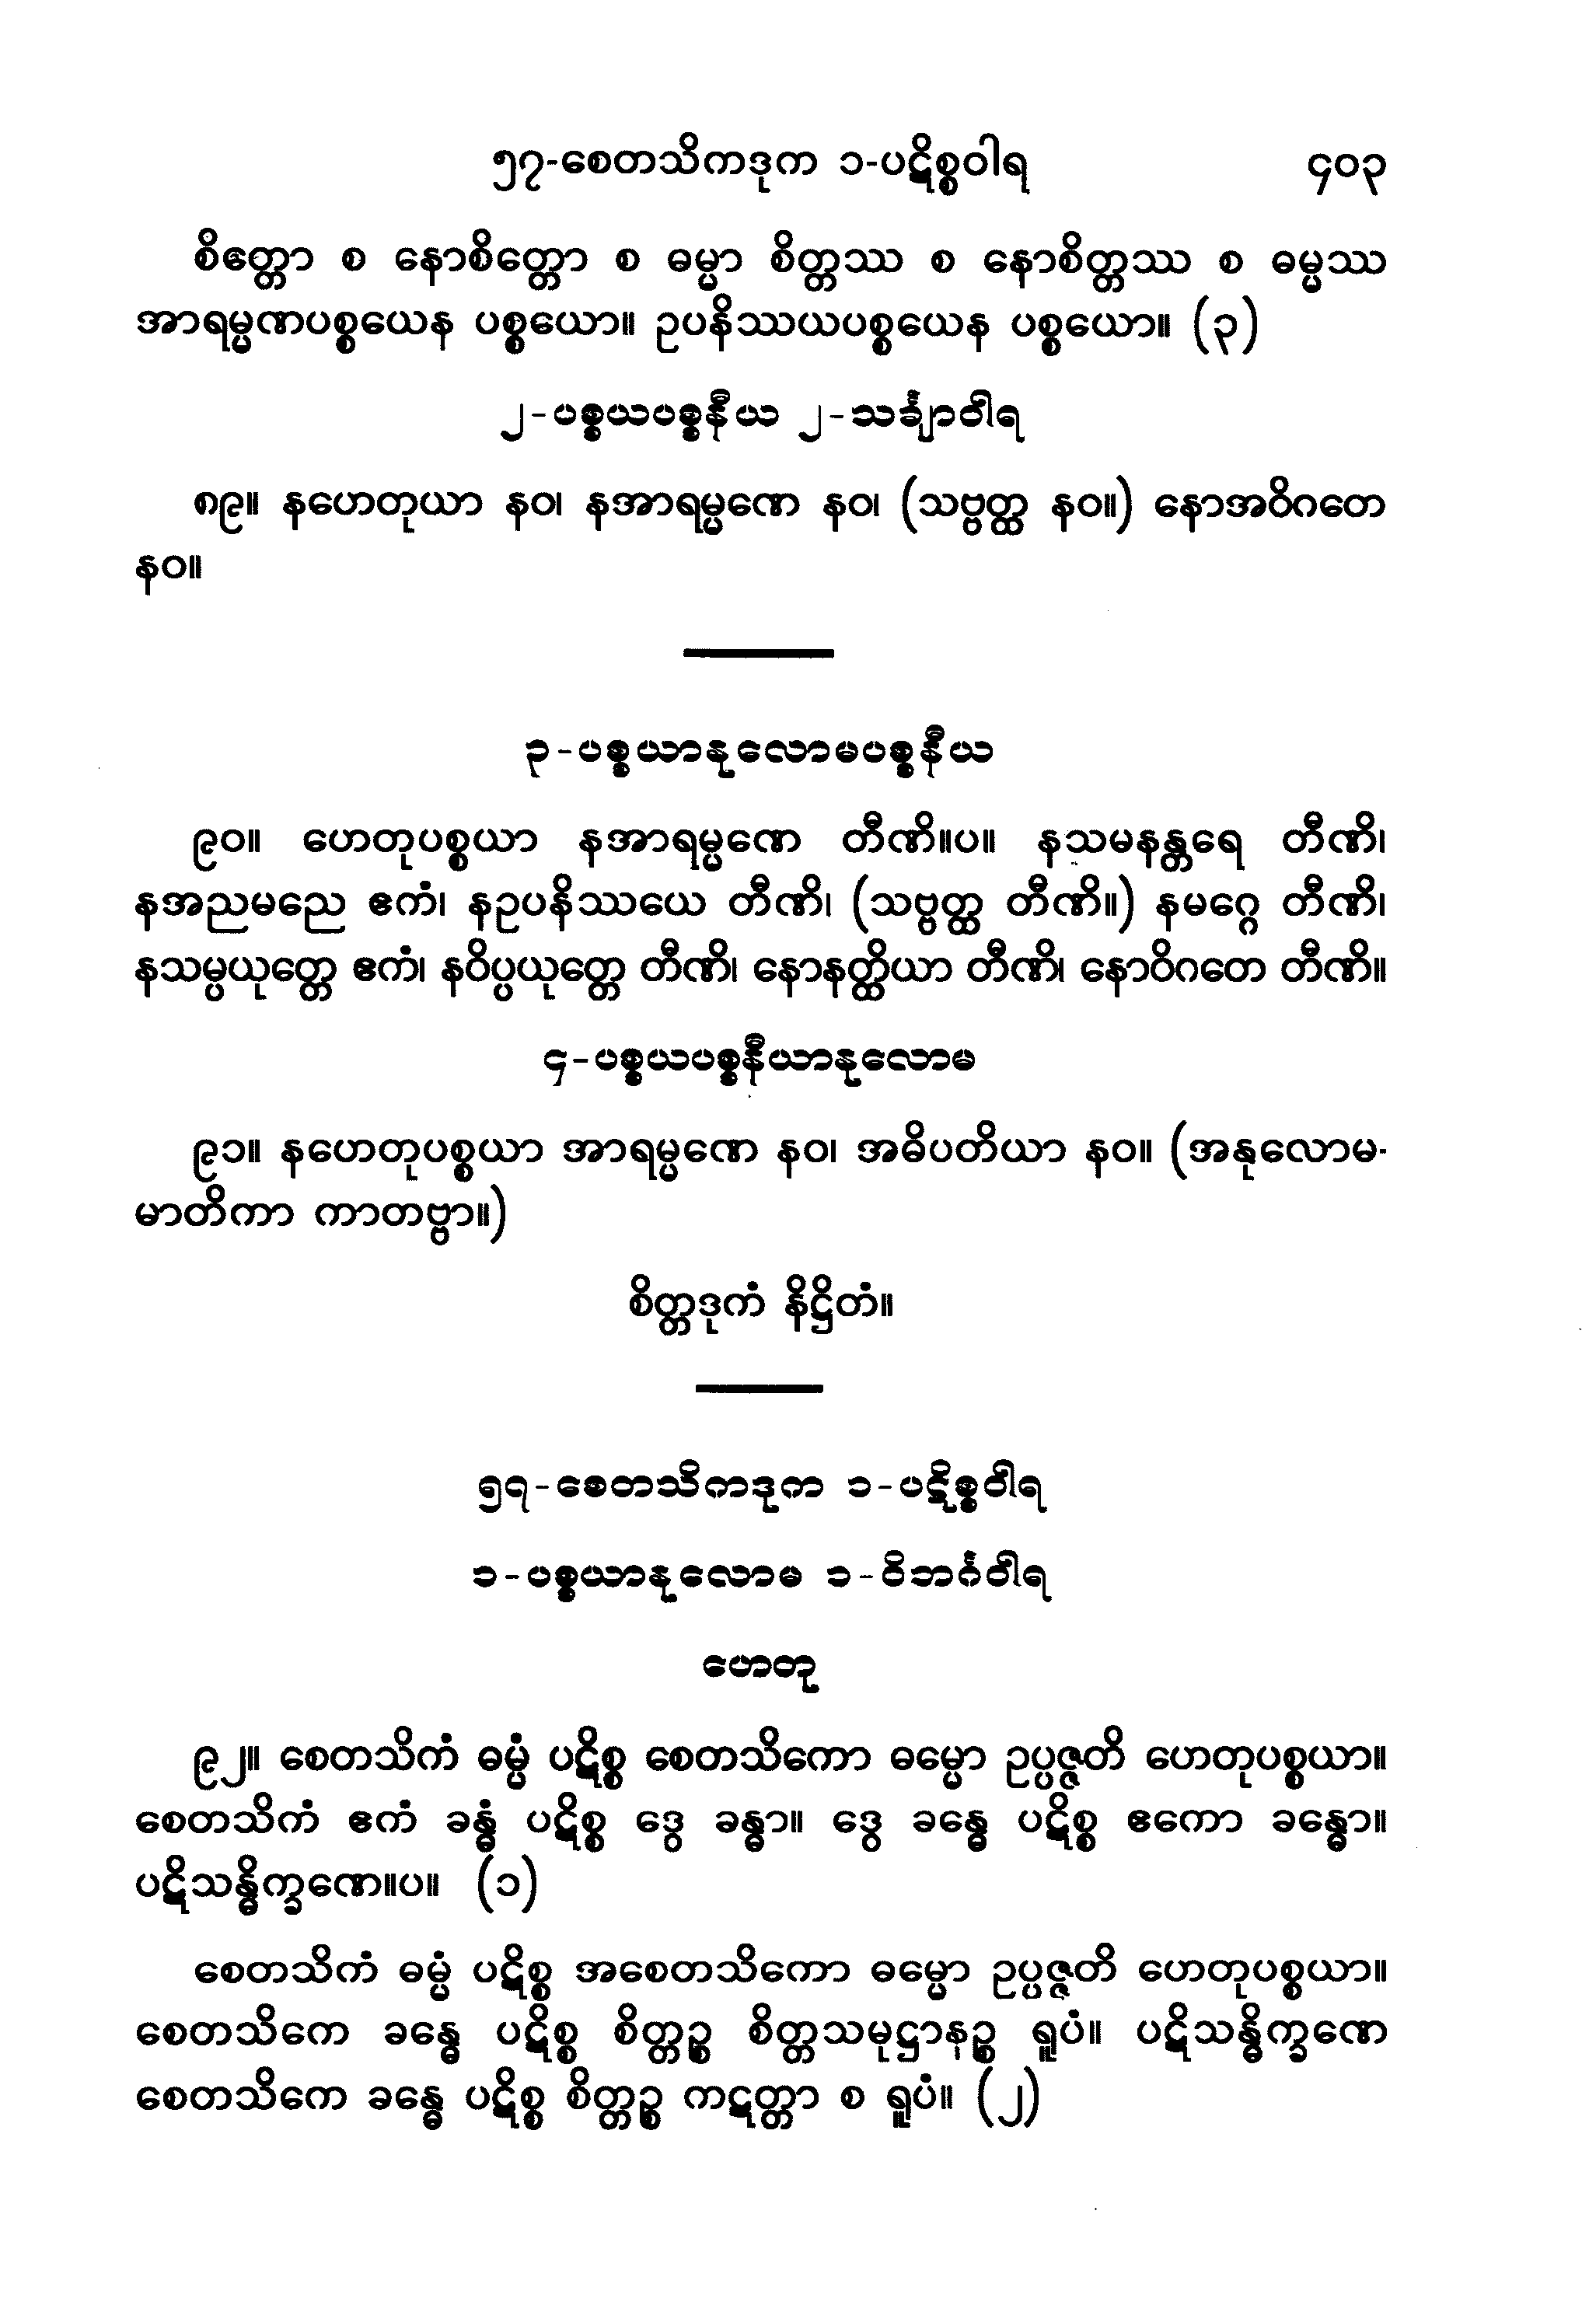 ၅၇-စေတသိကဒုက ၁-ပဋိစ္စဝါရ ၄၀၃
စိတ္တော စ နောစိတ္တော စ ဓမ္မာ စိတ္တဿ စ နောစိတ္တဿ စ ဓမ္မဿ
အာရမ္မဏပစ္စယေန ပစ္စယော။ ဥပနိဿယပစ္စယေန ပစ္စယော။ (၃)
၂-ပစ္စယပစ္စနီယ ၂-သင်္ချာဝါရ
၈၉။ နဟေတုယာ နဝ၊ နအာရမ္မဏေ နဝ၊ (သဗ္ဗတ္ထ နဝ။) နောအဝိဂတေ
နဝ။
၃-ပစ္စယာနုလောမပစ္စနီယ
၉၀။ ဟေတုပစ္စယာ နအာရမ္မဏေ တီဏိ။ပ။ နသမနန္တရေ တီဏိ၊
နအညမညေ ဧကံ၊ နဥပနိဿယေ တီဏိ၊ (သဗ္ဗတ္ထ တီဏိ။) နမဂ္ဂေ တီဏိ၊
နသမ္ပယုတ္တေ ဧကံ၊ နဝိပ္ပယုတ္တေ တီဏိ၊ နောနတ္ထိယာ တီဏိ၊ နောဝိဂတေ တီဏိ။
၄-ပစ္စယပစ္စနီယာနုလောမ
၉၁။ နဟေတုပစ္စယာ အာရမ္မဏေ နဝ၊ အဓိပတိယာ နဝ။ (အနုလောမ-
မာတိကာ ကာတဗ္ဗာ။)
စိတ္တဒုကံ နိဋ္ဌိတံ။
၅၇-စေတသိကဒုက ၁-ပဋိစ္စဝါရ
၁-ပစ္စယာနုလောမ ၁-ဝိဘင်္ဂဝါရ
ဟေတု
၉၂။ စေတသိကံ ဓမ္မံ ပဋိစ္စ စေတသိကော ဓမ္မော ဥပ္ပဇ္ဇတိ ဟေတုပစ္စယာ။
စေတသိကံ ဧကံ ခန္ဓံ ပဋိစ္စ ဒွေ ခန္ဓာ။ ဒွေ ခန္ဓေ ပဋိစ္စ ဧကော ခန္ဓော။
ပဋိသန္ဓိက္ခဏေ။ပ။ (၁)
စေတသိကံ ဓမ္မံ ပဋိစ္စ အစေတသိကော ဓမ္မော ဥပ္ပဇ္ဇတိ ဟေတုပစ္စယာ။
စေတသိကေ ခန္ဓေ ပဋိစ္စ စိတ္တဉ္စ စိတ္တသမုဋ္ဌာနဉ္စ ရူပံ။ ပဋိသန္ဓိက္ခဏေ
စေတသိကေ ခန္ဓေ ပဋိစ္စ စိတ္တဉ္စ ကဋတ္တာ စ ရူပံ။ (၂)